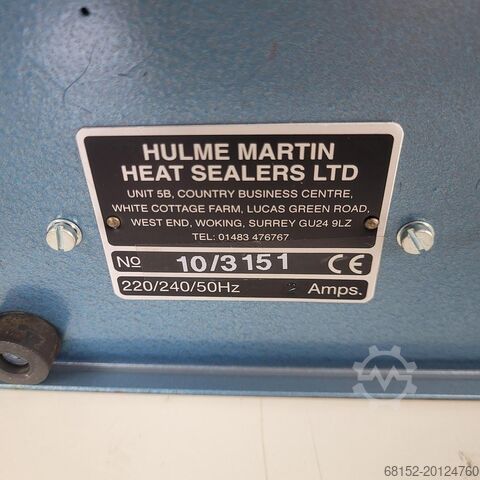 HULME MARTIN
HEAT SEALERS LTD
UNIT 5B, COUNTRY BUSINESS CENTRE,
WHITE COTTAGE FARM, LUCAS GREEN ROAD,
WEST END, WOKING, SURREY GU24 9LZ
TEL: 01483 476767
No 10/3151 CE
220/240/50Hz Amps.
68152-20124760